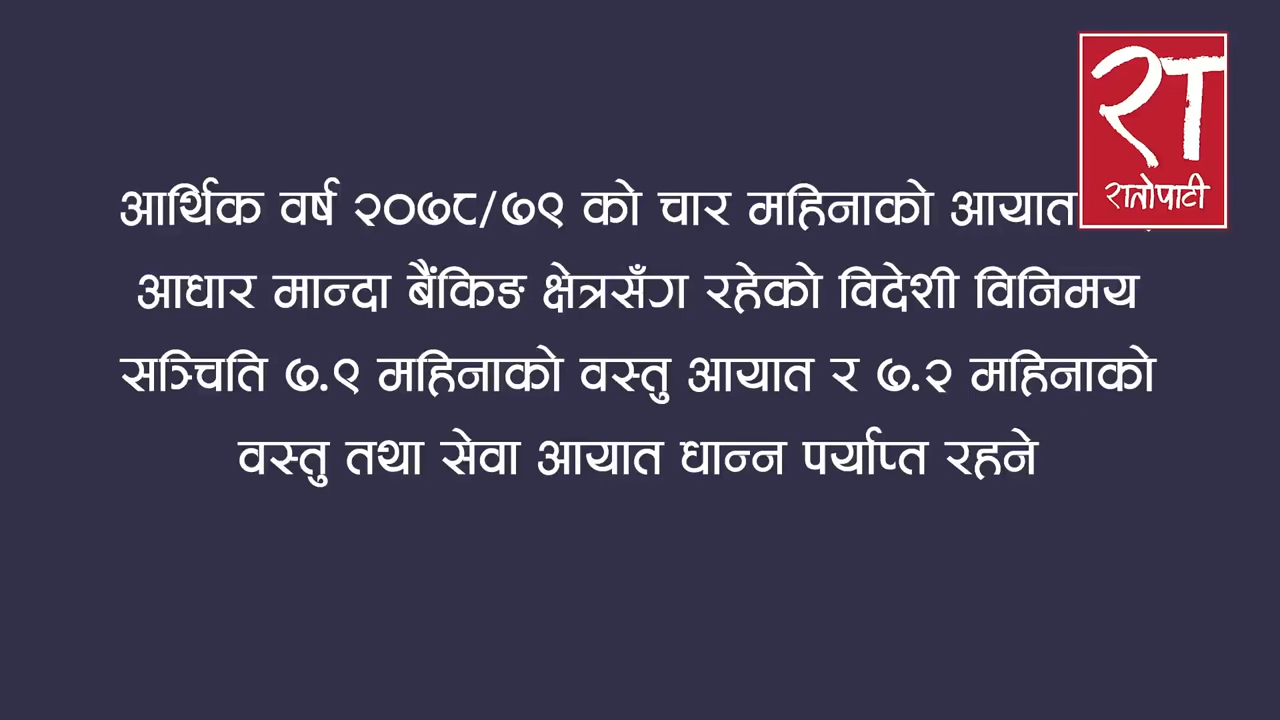 आर्थिक वर्ष २०७८/७९ को चार महिनाको आयात
आधार मान्दा बैंकिङ क्षेत्रसँग रहेको विदेशी विनिमय
सञ्चिति ७.९ महिनाको वस्तु आयात र ७.२ महिनाको
वस्तु तथा सेवा आयात धान्न पर्याप्त रहने
रा
रातोपाटी